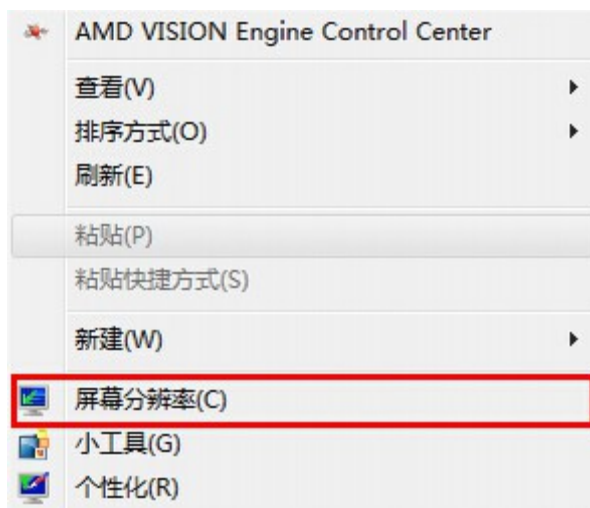 AMD VISION Engine Control Center
查看(V)
排序方式(O)
刷新(E)
粘贴(P)
粘贴快捷方式(S)
新建(W)
屏幕分辨率(C)
小工具(G)
个性化(R)